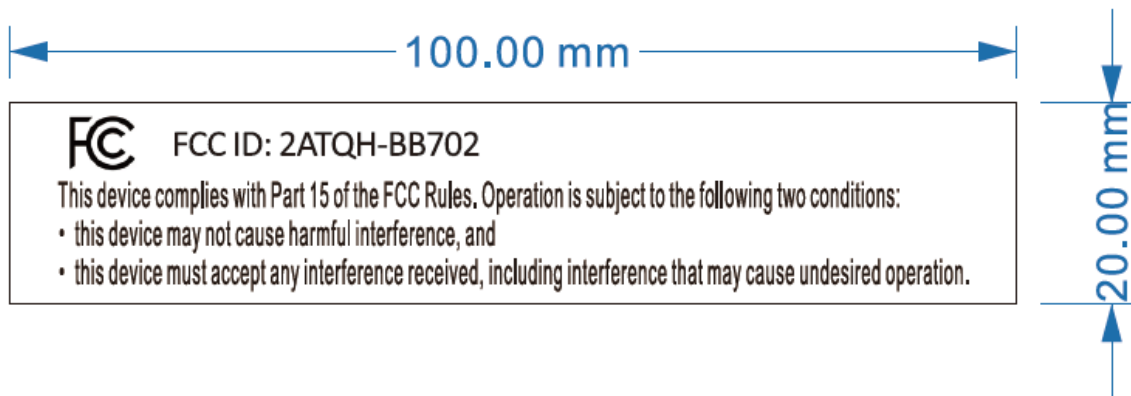 100.00 mm
FCC FCC ID: 2ATQH-BB702
This device complies with Part 15 of the FCC Rules. Operation is subject to the following two conditions:
• this device may not cause harmful interference, and
• this device must accept any interference received, including interference that may cause undesired operation.
20.00 mm